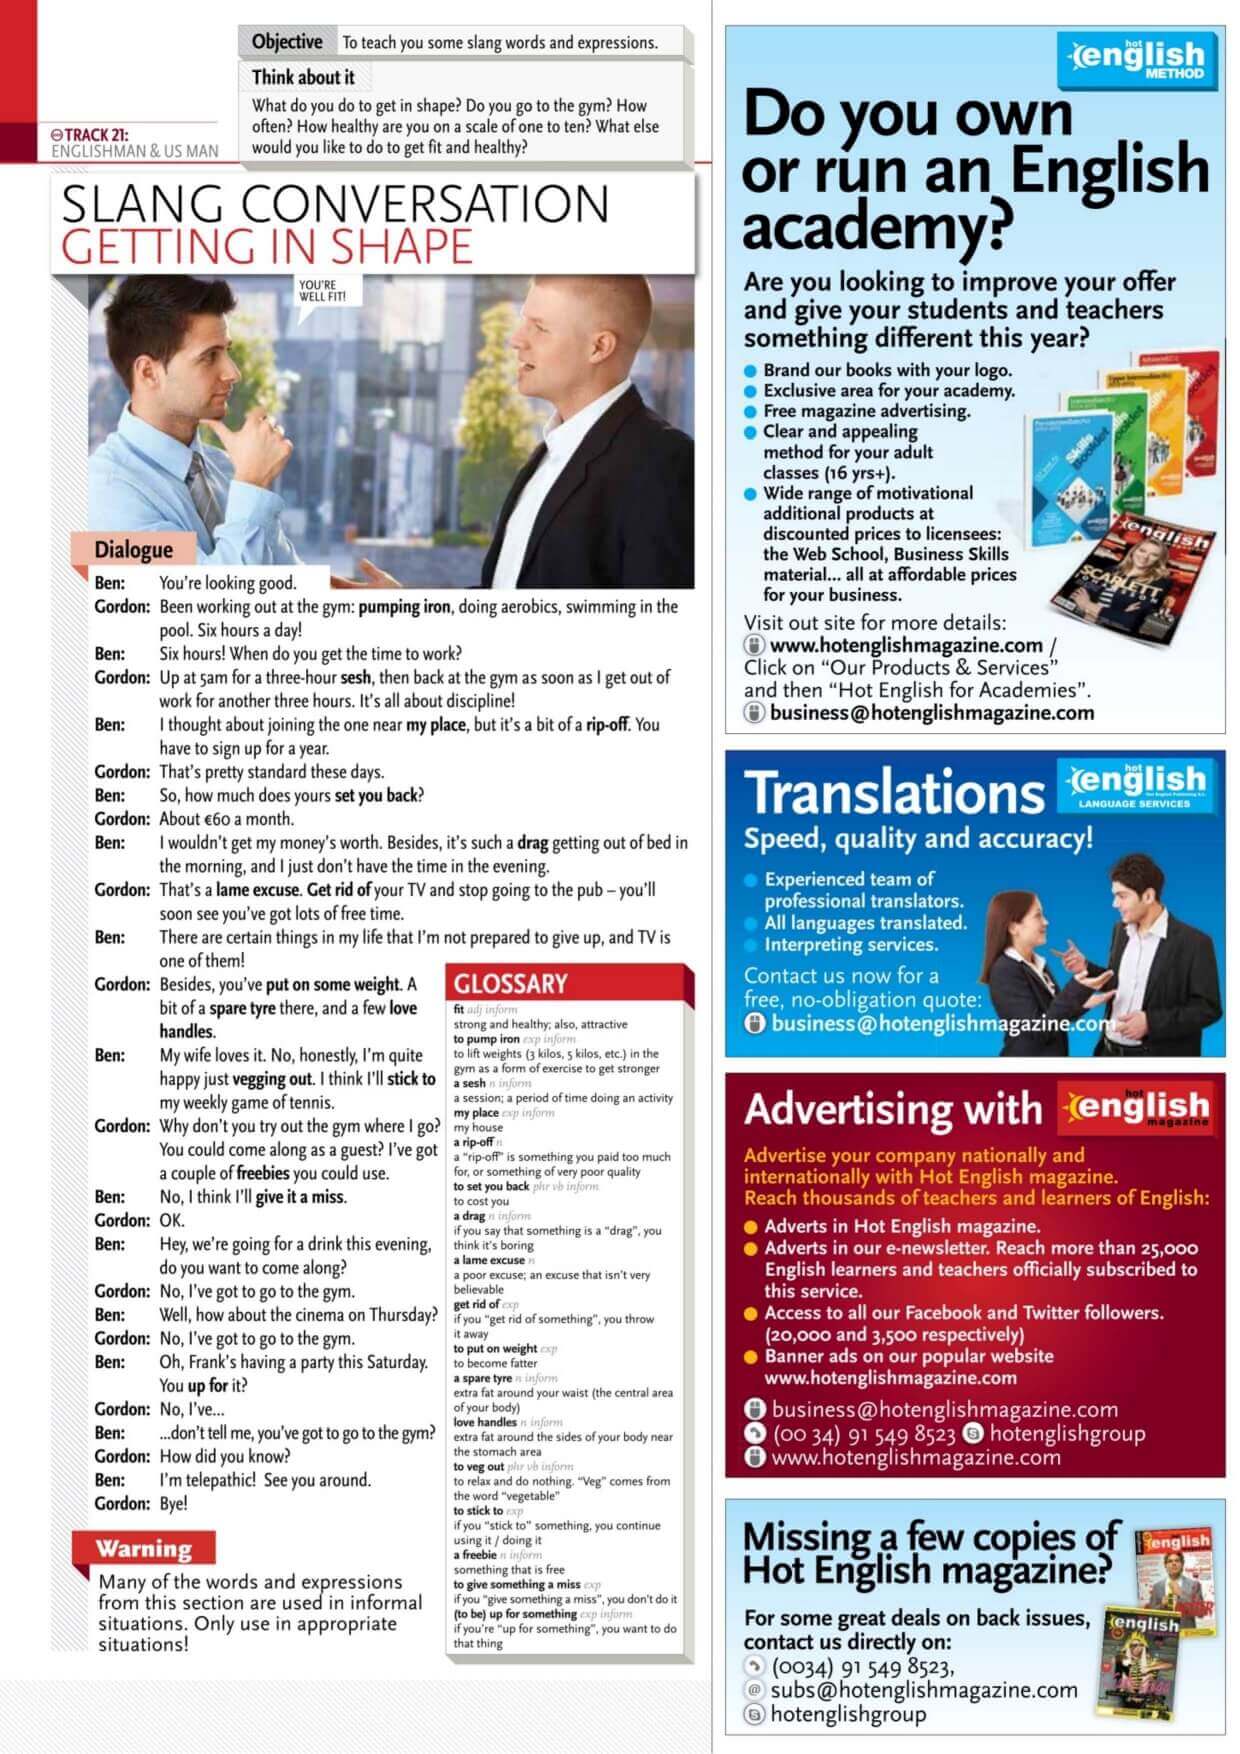 Objective To teach you some slang words and expressions.
Think about it
What do you do to get in shape? Do you go to the gym? How
often? How healthy are you on a scale of one to ten? What else
would you like to do to get fit and healthy?
TRACK 21:
ENGLISHMAN & US MAN
SLANG CONVERSATION
GETTING IN SHAPE
YOU'RE
WELL FIT!
Dialogue
Ben: You're looking good.
Gordon: Been working out at the gym: pumping iron, doing aerobics, swimming in the
pool. Six hours a day!
Ben: Six hours! When do you get the time to work?
Gordon: Up at 5am for a three-hour sesh, then back at the gym as soon as I get out of
work for another three hours. It's all about discipline!
Ben: I thought about joining the one near my place, but it's a bit of a rip-off. You
have to sign up for a year.
Gordon: That's pretty standard these days.
Ben: So, how much does yours set you back?
Gordon: About €60 a month.
Ben: I wouldn't get my money's worth. Besides, it's such a drag getting out of bed in
the morning, and I just don't have the time in the evening.
Gordon: That's a lame excuse. Get rid of your TV and stop going to the pub – you'll
soon see you've got lots of free time.
Ben: There are certain things in my life that I'm not prepared to give up, and TV is
one of them!
Gordon: Besides, you've put on some weight. A
bit of a spare tyre there, and a few love
handles.
Ben: My wife loves it. No, honestly, I'm quite
happy just vegging out. I think I'll stick to
my weekly game of tennis.
Gordon: Why don't you try out the gym where I go?
You could come along as a guest? I've got
a couple of freebies you could use.
Ben: No, I think I'll give it a miss.
Gordon: OK.
Ben: Hey, we're going for a drink this evening,
do you want to come along?
Gordon: No, I've got to go to the gym.
Ben: Well, how about the cinema on Thursday?
Gordon: No, I've got to go to the gym.
Ben: Oh, Frank's having a party this Saturday.
You up for it?
Gordon: No, I've...
Ben: ...don't tell me, you've got to go to the gym?
Gordon: How did you know?
Ben: I'm telepathic! See you around.
Gordon: Bye!
Warning
Many of the words and expressions
from this section are used in informal
situations. Only use in appropriate
situations!
GLOSSARY
fit adj inform
strong and healthy; also, attractive
to pump iron exp inform
to lift weights (3 kilos, 5 kilos, etc.) in the
gym as a form of exercise to get stronger
a sesh n inform
a session; a period of time doing an activity
my place exp inform
my house
a rip-off n
a "rip-off" is something you paid too much
for, or something of very poor quality
to set you back phr vb inform
to cost you
a drag n inform
if you say that something is a "drag", you
think it's boring
a lame excuse n
a poor excuse; an excuse that isn't very
believable
get rid of exp
if you "get rid of something", you throw
it away
to put on weight exp
to become fatter
a spare tyre n inform
extra fat around your waist (the central area
of your body)
love handles n inform
extra fat around the sides of your body near
the stomach area
to veg out phr vb inform
to relax and do nothing. "Veg" comes from
the word "vegetable"
to stick to exp
if you "stick to" something, you continue
using it / doing it
a freebie n inform
something that is free
to give something a miss exp
if you "give something a miss", you don't do it
(to be) up for something exp inform
if you're "up for something", you want to do
that thing
hot
english
METHOD
Do you own
or run an English
academy?
Are you looking to improve your offer
and give your students and teachers
something different this year?
Brand our books with your logo.
Exclusive area for your academy.
Free magazine advertising.
Clear and appealing
method for your adult
classes (16 yrs+).
Wide range of motivational
additional products at
discounted prices to licensees:
the Web School, Business Skills
material... all at affordable prices
for your business.
Skills
Booklet
english
SCARLETT
Visit out site for more details:
www.hotenglishmagazine.com /
Click on "Our Products & Services"
and then "Hot English for Academies".
business@hotenglishmagazine.com
Translations
hot
english
LANGUAGE SERVICES
Speed, quality and accuracy!
Experienced team of
professional translators.
All languages translated.
Interpreting services.
Contact us now for a
free, no-obligation quote:
business@hotenglishmagazine.com
Advertising with
hot
english
magazine
Advertise your company nationally and
internationally with Hot English magazine.
Reach thousands of teachers and learners of English:
Adverts in Hot English magazine.
Adverts in our e-newsletter. Reach more than 25,000
English learners and teachers officially subscribed to
this service.
Access to all our Facebook and Twitter followers.
(20,000 and 3,500 respectively)
Banner ads on our popular website
www.hotenglishmagazine.com
business@hotenglishmagazine.com
(00 34) 91 549 8523 hotenglishgroup
www.hotenglishmagazine.com
Missing a few copies of
Hot English magazine?
For some great deals on back issues,
contact us directly on:
(0034) 91 549 8523,
subs@hotenglishmagazine.com
hotenglishgroup
english
english